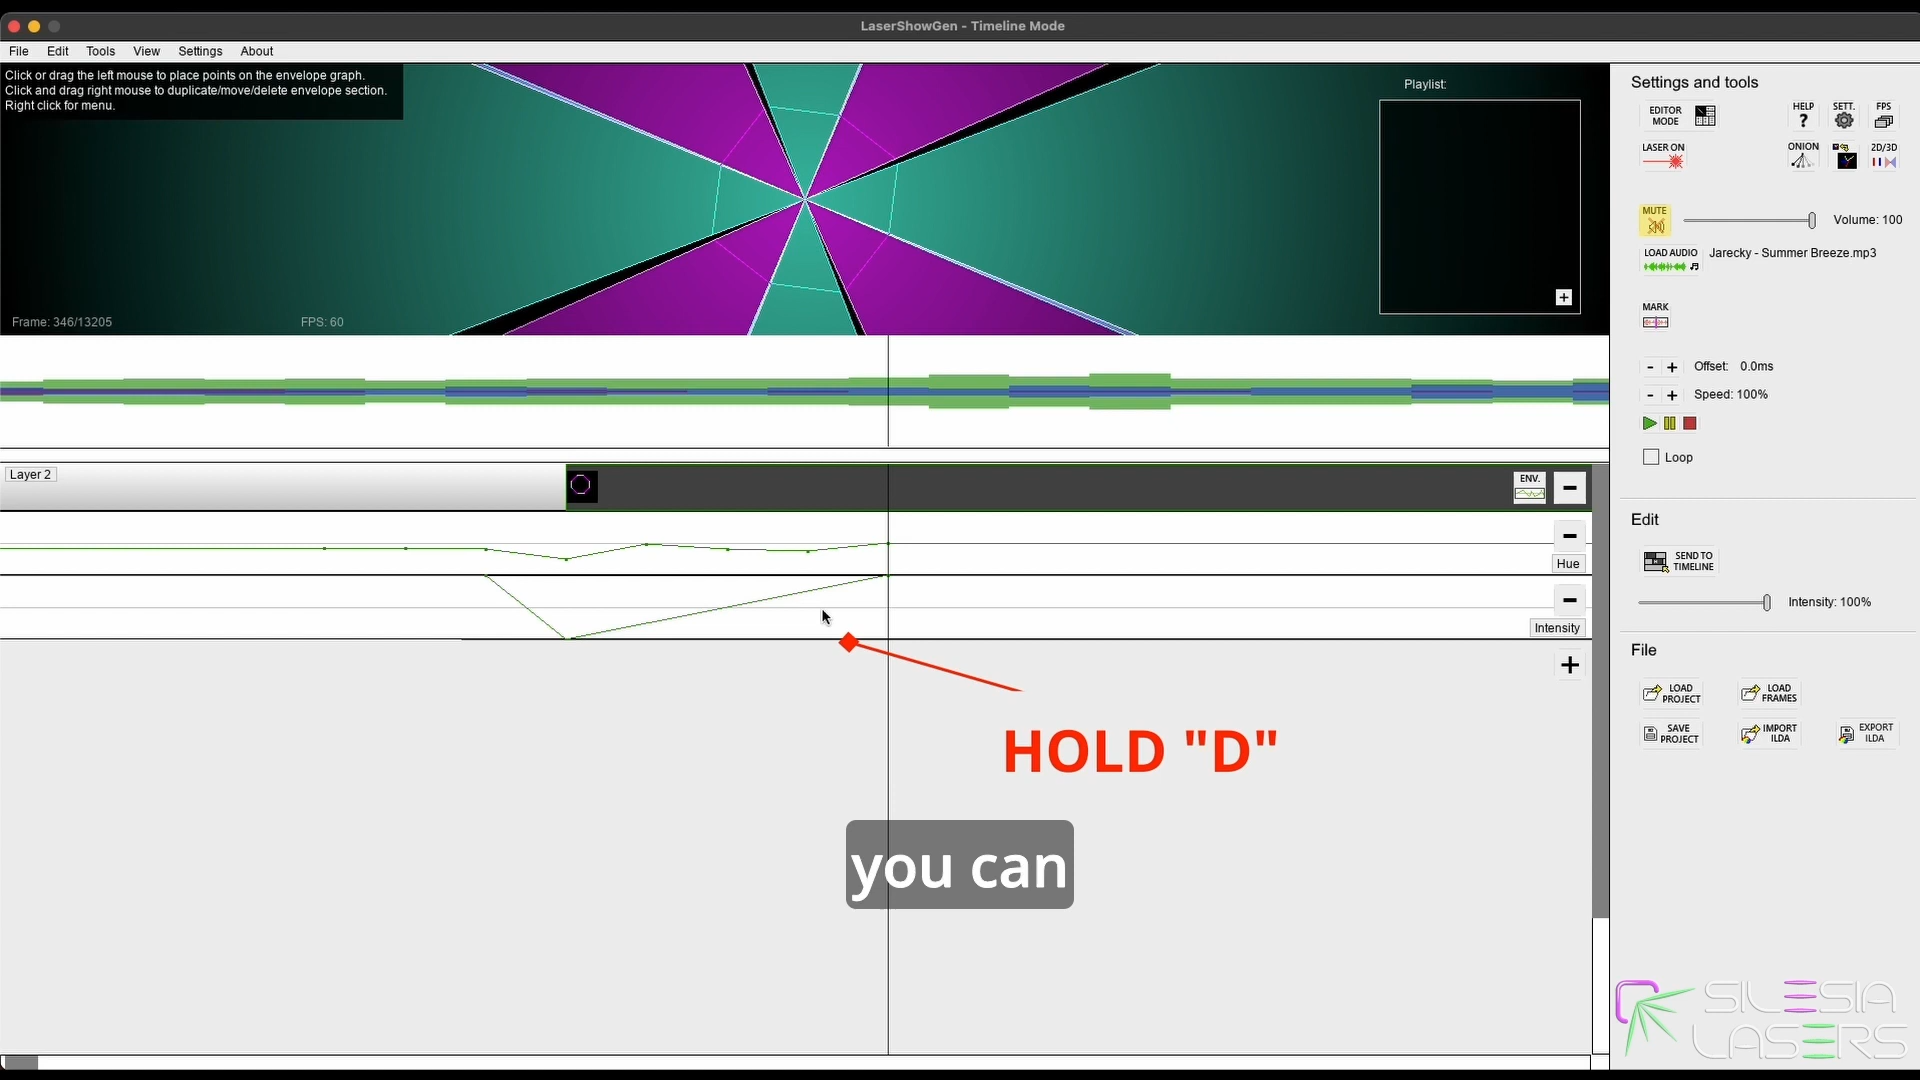 LaserShowGen - Timeline Mode
File Edit Tools View Settings About
Click or drag the left mouse to place points on the envelope graph.
Click and drag right mouse to duplicate/move/delete envelope section.
Right click for menu.
Playlist:
+
Frame: 346/13205
FPS: 60
Layer 2
ENV.
Hue
Intensity
+
HOLD "D"
you can
Settings and tools
EDITOR
MODE
HELP
?
SETT.
FPS
LASER ON
ONION
2D/3D
MUTE
Volume: 100
LOAD AUDIO
Jarecky - Summer Breeze.mp3
MARK
- + Offset: 0.0ms
- + Speed: 100%
Loop
Edit
SEND TO
TIMELINE
Intensity: 100%
File
LOAD
PROJECT
LOAD
FRAMES
SAVE
PROJECT
IMPORT
ILDA
EXPORT
ILDA
SILESIA
LASERS